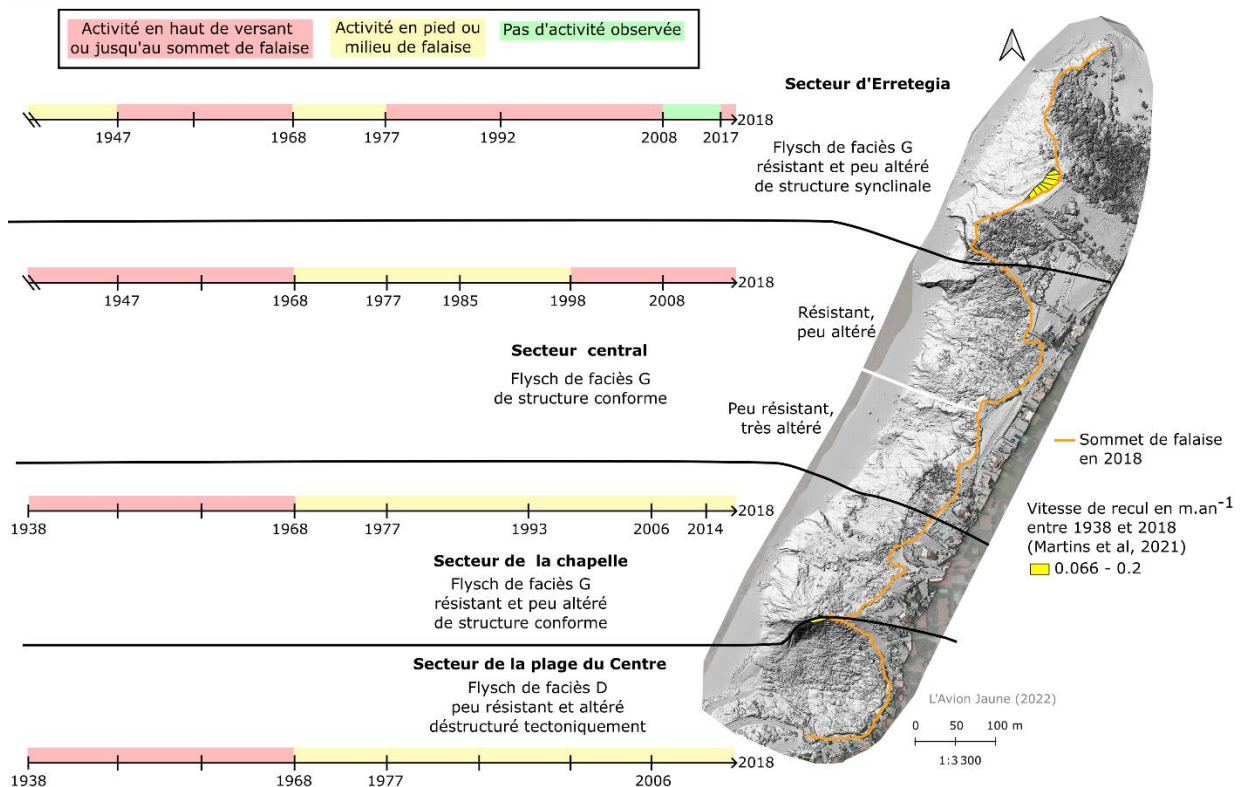 Activité en haut de versant
ou jusqu'au sommet de falaise
Activité en pied ou
milieu de falaise
Pas d'activité observée
1947
1968
1977
1992
2008
2017
2018
Secteur d'Erretegia
Flysch de faciès G
résistant et peu altéré
de structure synclinale
1947
1968
1977
1985
1998
2008
2018
Secteur central
Flysch de faciès G
de structure conforme
Résistant,
peu altéré
Peu résistant,
très altéré
1938
1968
1977
1993
2006
2014
2018
Secteur de la chapelle
Flysch de faciès G
résistant et peu altéré
de structure conforme
Secteur de la plage du Centre
Flysch de faciès D
peu résistant et altéré
déstructuré tectoniquement
1938
1968
1977
2006
2018
Sommet de falaise
en 2018
Vitesse de recul en m.an-1
entre 1938 et 2018
(Martins et al, 2021)
0.066 - 0.2
L'Avion Jaune (2022)
0 50 100 m
1:3 300